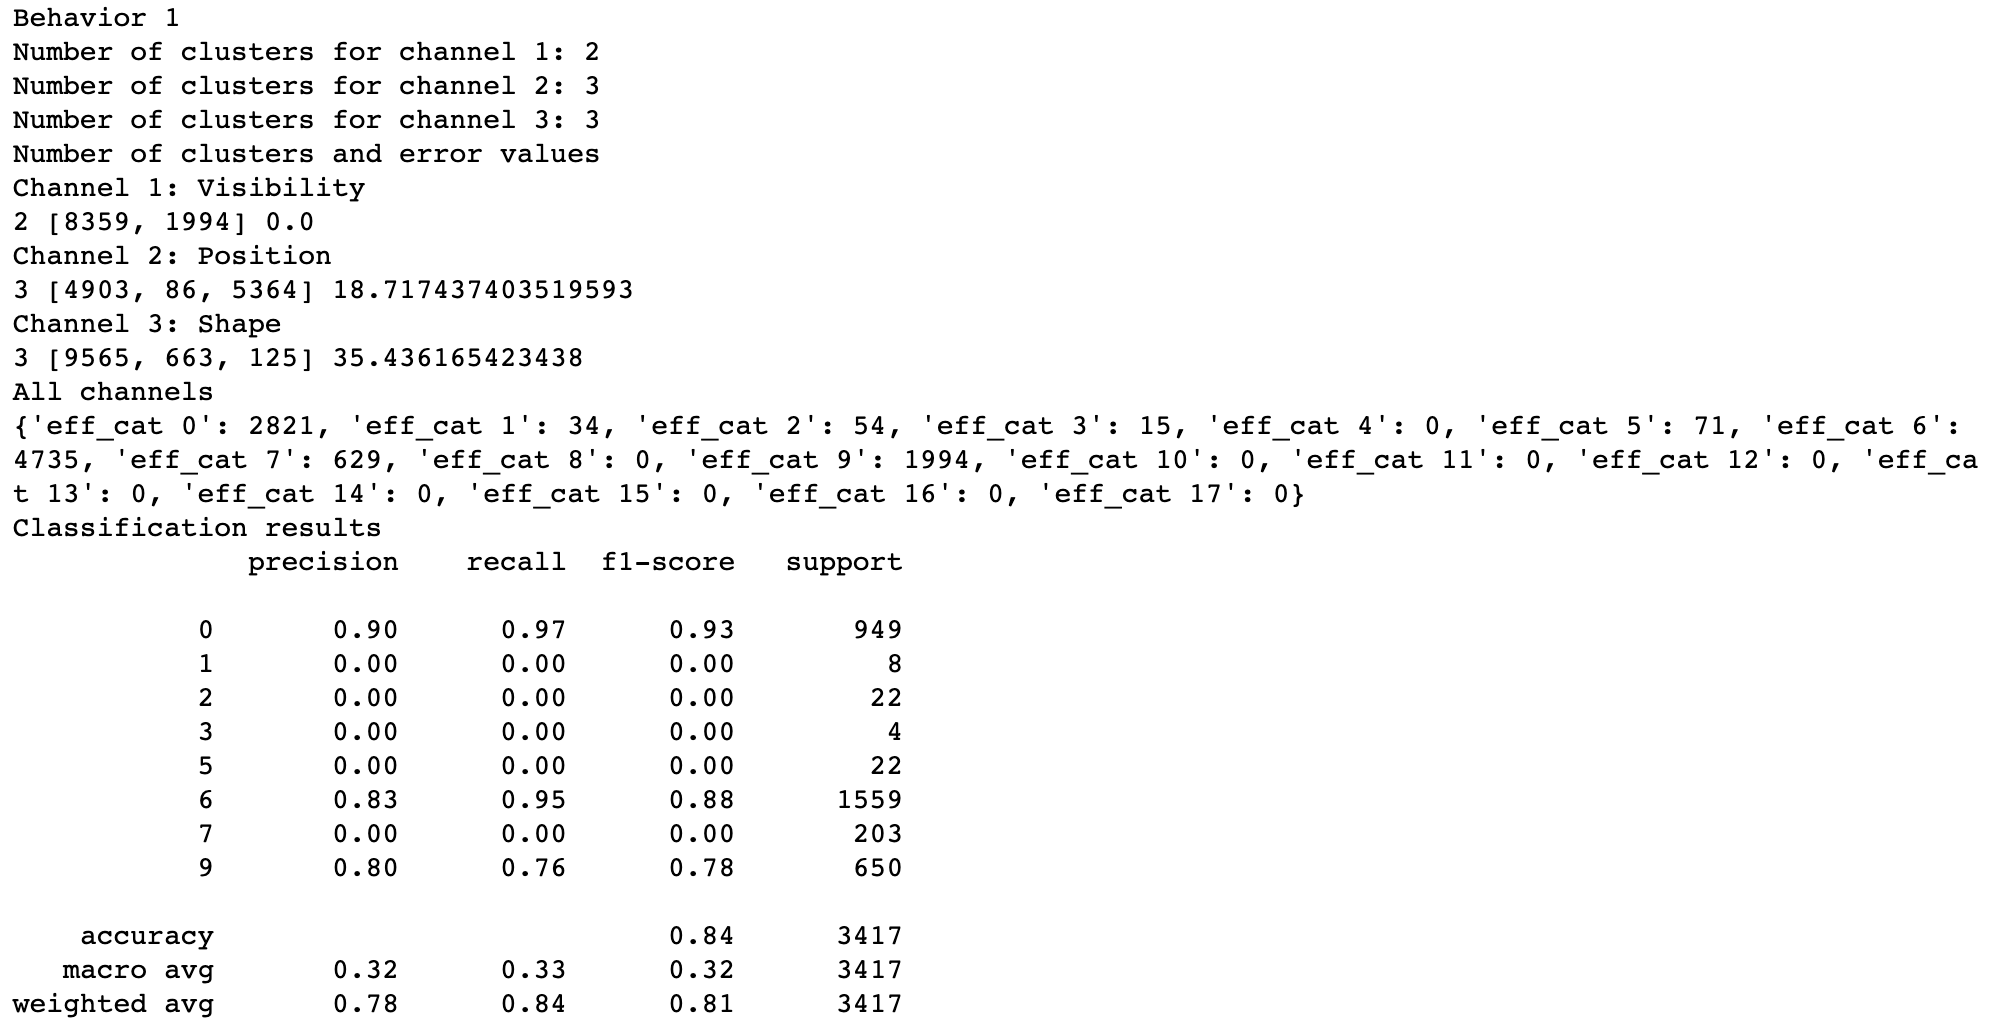 Behavior 1
Number of clusters for channel 1: 2
Number of clusters for channel 2: 3
Number of clusters for channel 3: 3
Number of clusters and error values
Channel 1: Visibility
2 [8359, 1994] 0.0
Channel 2: Position
3 [4903, 86, 5364] 18.717437403519593
Channel 3: Shape
3 [9565, 663, 125] 35.436165423438
All channels
{'eff_cat 0': 2821, 'eff_cat 1': 34, 'eff_cat 2': 54, 'eff_cat 3': 15, 'eff_cat 4': 0, 'eff_cat 5': 71, 'eff_cat 6':
4735, 'eff_cat 7': 629, 'eff_cat 8': 0, 'eff_cat 9': 1994, 'eff_cat 10': 0, 'eff_cat 11': 0, 'eff_cat 12': 0, 'eff_ca
t 13': 0, 'eff_cat 14': 0, 'eff_cat 15': 0, 'eff_cat 16': 0, 'eff_cat 17': 0}
Classification results
precision recall f1-score support
0 0.90 0.97 0.93 949
1 0.00 0.00 0.00 8
2 0.00 0.00 0.00 22
3 0.00 0.00 0.00 4
5 0.00 0.00 0.00 22
6 0.83 0.95 0.88 1559
7 0.00 0.00 0.00 203
9 0.80 0.76 0.78 650
accuracy 0.84 3417
macro avg 0.32 0.33 0.32 3417
weighted avg 0.78 0.84 0.81 3417